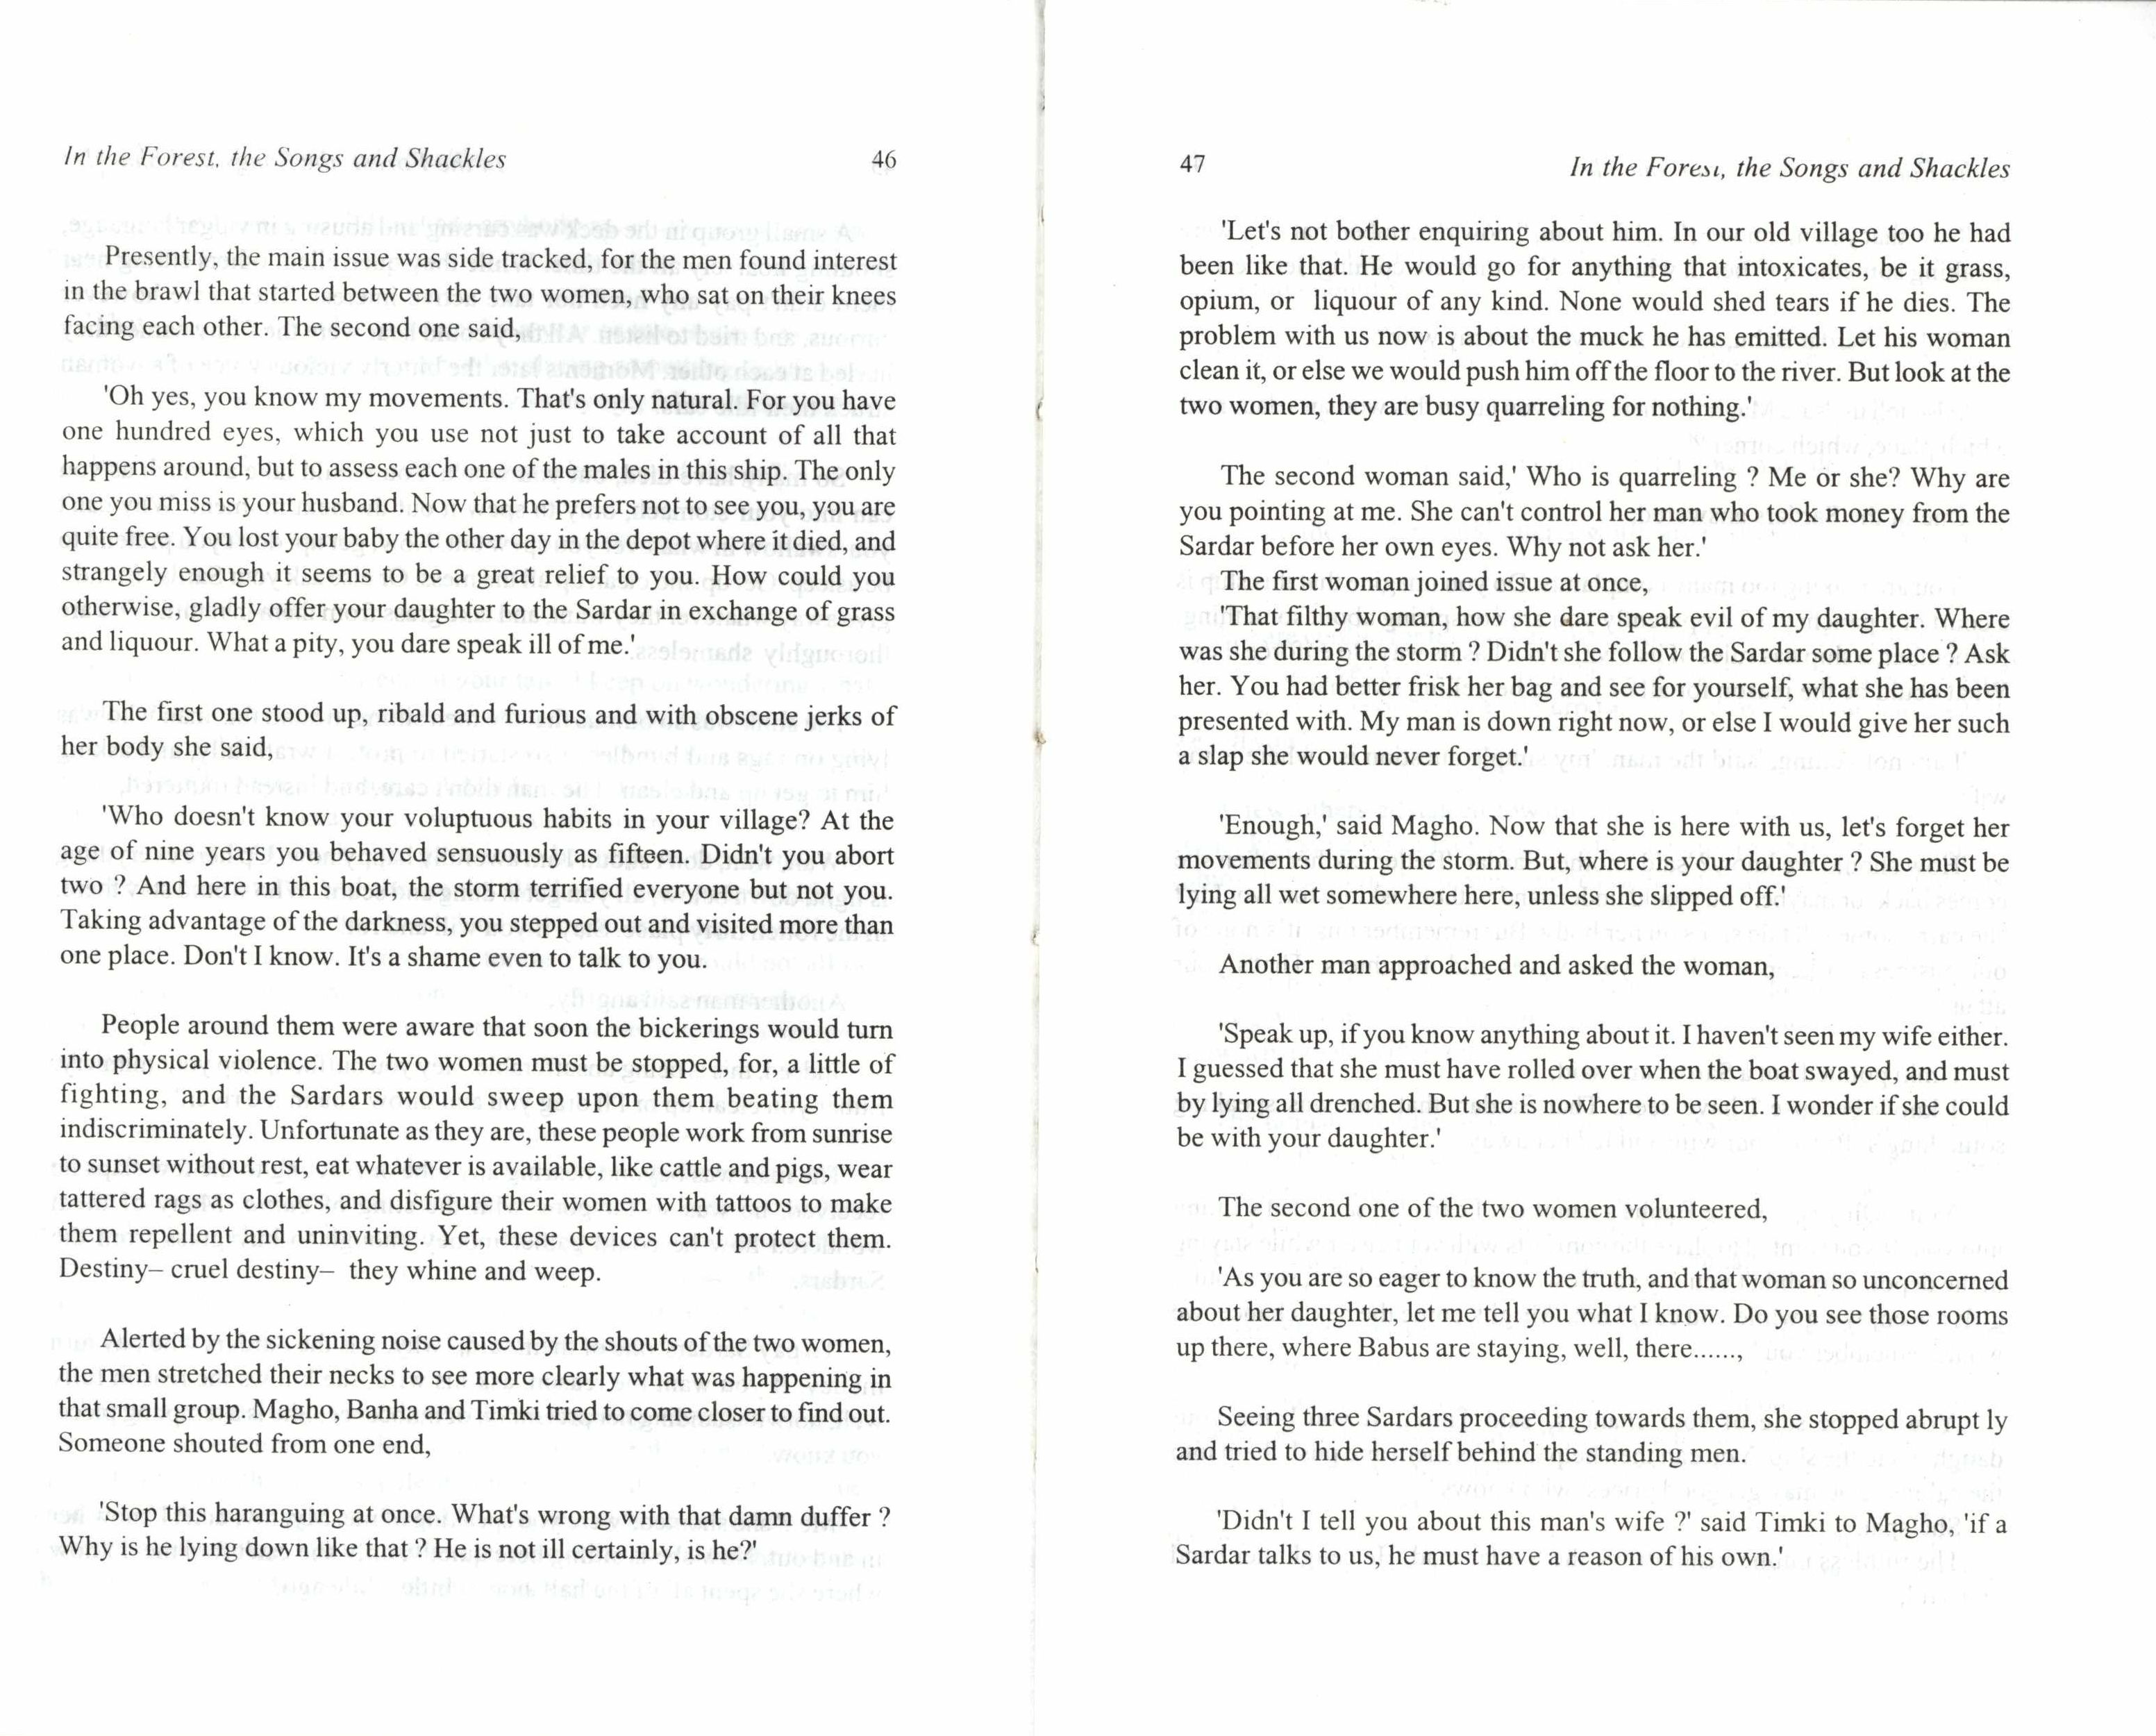 In the Forest, the Songs and Shackles 46
Presently, the main issue was side tracked, for the men found interest
in the brawl that started between the two women, who sat on their knees
facing each other. The second one said,
'Oh yes, you know my movements. That's only natural. For you have
one hundred eyes, which you use not just to take account of all that
happens around, but to assess each one of the males in this ship. The only
one you miss is your husband. Now that he prefers not to see you, you are
quite free. You lost your baby the other day in the depot where it died, and
strangely enough it seems to be a great relief to you. How could you
otherwise, gladly offer your daughter to the Sardar in exchange of grass
and liquour. What a pity, you dare speak ill of me.'
The first one stood up, ribald and furious and with obscene jerks of
her body she said,
'Who doesn't know your voluptuous habits in your village? At the
age of nine years you behaved sensuously as fifteen. Didn't you abort
two ? And here in this boat, the storm terrified everyone but not you.
Taking advantage of the darkness, you stepped out and visited more than
one place. Don't I know. It's a shame even to talk to you.
People around them were aware that soon the bickerings would turn
into physical violence. The two women must be stopped, for, a little of
fighting, and the Sardars would sweep upon them beating them
indiscriminately. Unfortunate as they are, these people work from sunrise
to sunset without rest, eat whatever is available, like cattle and pigs, wear
tattered rags as clothes, and disfigure their women with tattoos to make
them repellent and uninviting. Yet, these devices can't protect them.
Destiny– cruel destiny– they whine and weep.
Alerted by the sickening noise caused by the shouts of the two women,
the men stretched their necks to see more clearly what was happening in
that small group. Magho, Banha and Timki tried to come closer to find out.
Someone shouted from one end,
'Stop this haranguing at once. What's wrong with that damn duffer ?
Why is he lying down like that ? He is not ill certainly, is he?'
47 In the Forest, the Songs and Shackles
'Let's not bother enquiring about him. In our old village too he had
been like that. He would go for anything that intoxicates, be it grass,
opium, or liquour of any kind. None would shed tears if he dies. The
problem with us now is about the muck he has emitted. Let his woman
clean it, or else we would push him off the floor to the river. But look at the
two women, they are busy quarreling for nothing.'
The second woman said,' Who is quarreling ? Me or she? Why are
you pointing at me. She can't control her man who took money from the
Sardar before her own eyes. Why not ask her.'
The first woman joined issue at once,
'That filthy woman, how she dare speak evil of my daughter. Where
was she during the storm ? Didn't she follow the Sardar some place ? Ask
her. You had better frisk her bag and see for yourself, what she has been
presented with. My man is down right now, or else I would give her such
a slap she would never forget.'
'Enough,' said Magho. Now that she is here with us, let's forget her
movements during the storm. But, where is your daughter ? She must be
lying all wet somewhere here, unless she slipped off.'
Another man approached and asked the woman,
'Speak up, if you know anything about it. I haven't seen my wife either.
I guessed that she must have rolled over when the boat swayed, and must
by lying all drenched. But she is nowhere to be seen. I wonder if she could
be with your daughter.'
The second one of the two women volunteered,
'As you are so eager to know the truth, and that woman so unconcerned
about her daughter, let me tell you what I know. Do you see those rooms
up there, where Babus are staying, well, there......,
Seeing three Sardars proceeding towards them, she stopped abrupt ly
and tried to hide herself behind the standing men.
'Didn't I tell you about this man's wife ?' said Timki to Magho, 'if a
Sardar talks to us, he must have a reason of his own.'